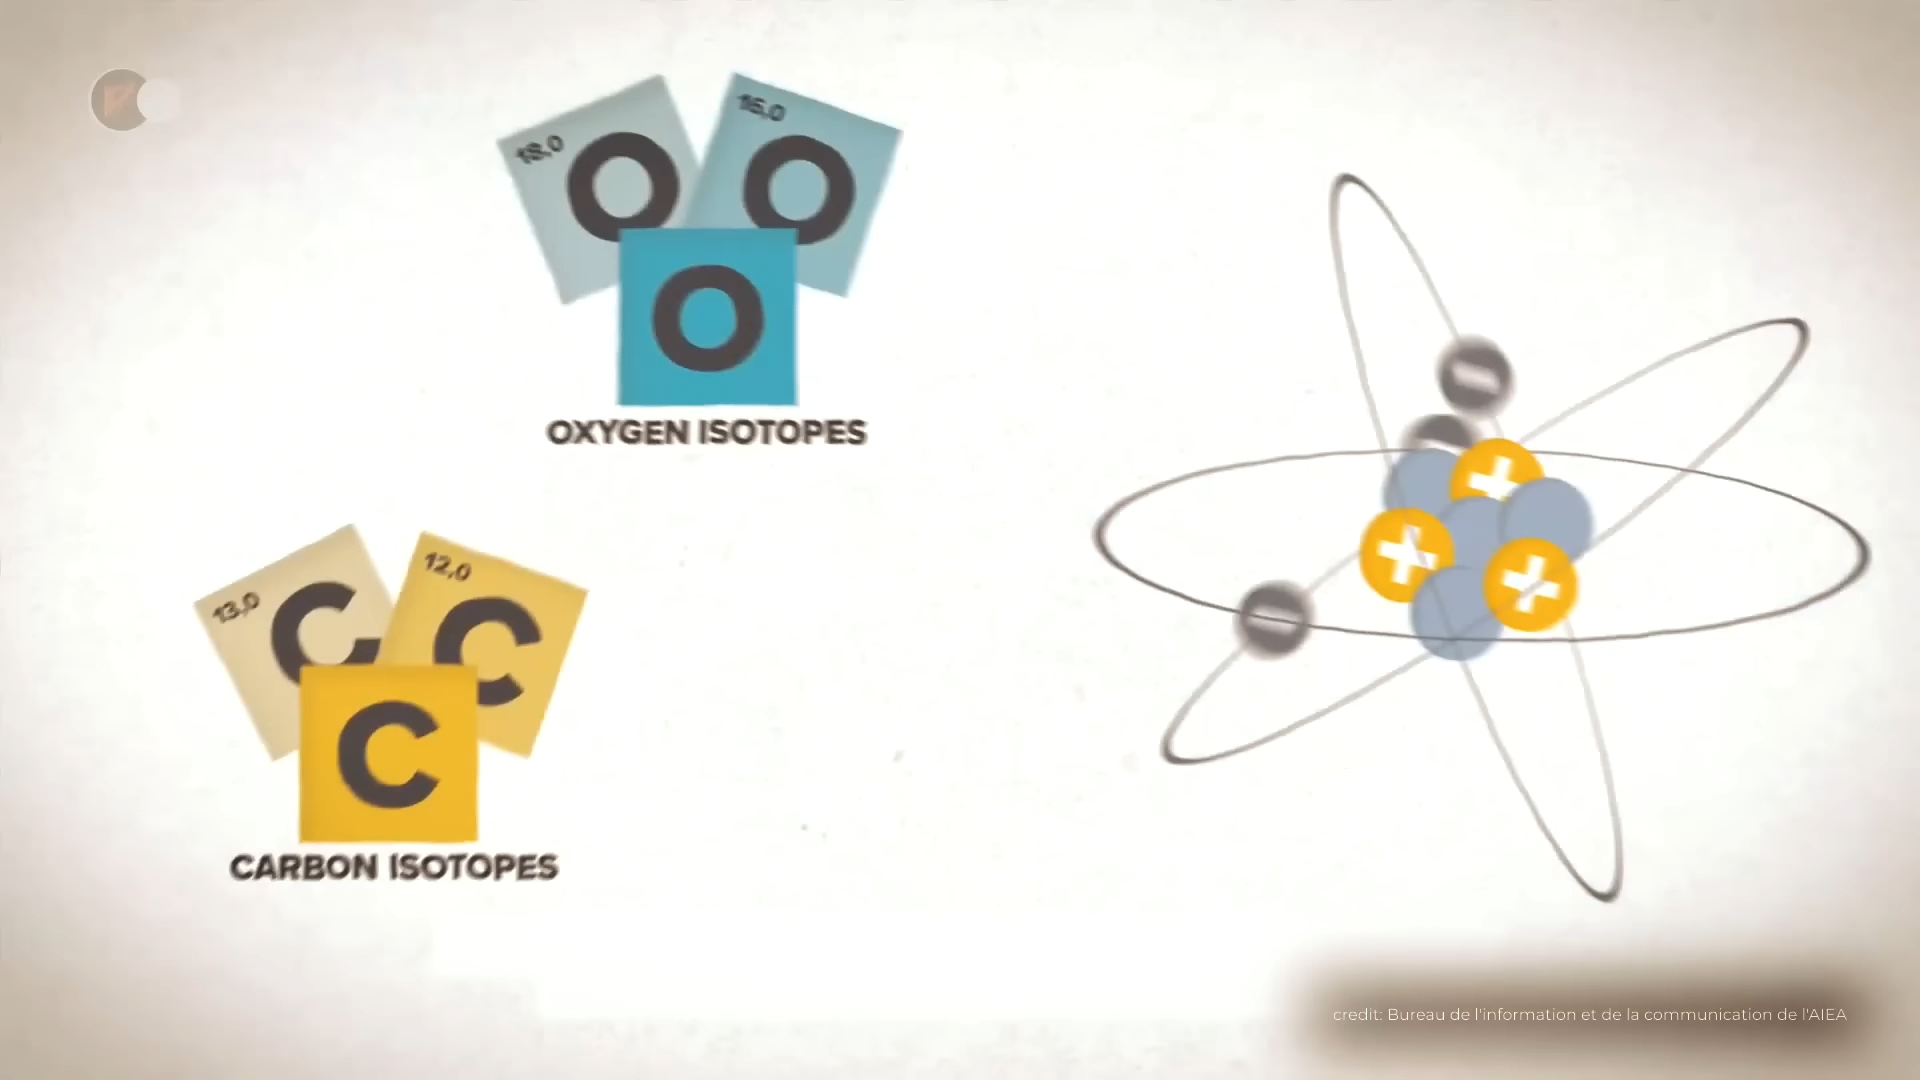 18,0
16,0
O
O
O
OXYGEN ISOTOPES
13,0
12,0
C
C
C
CARBON ISOTOPES
credit: Bureau de l'information et de la communication de l'AIEA